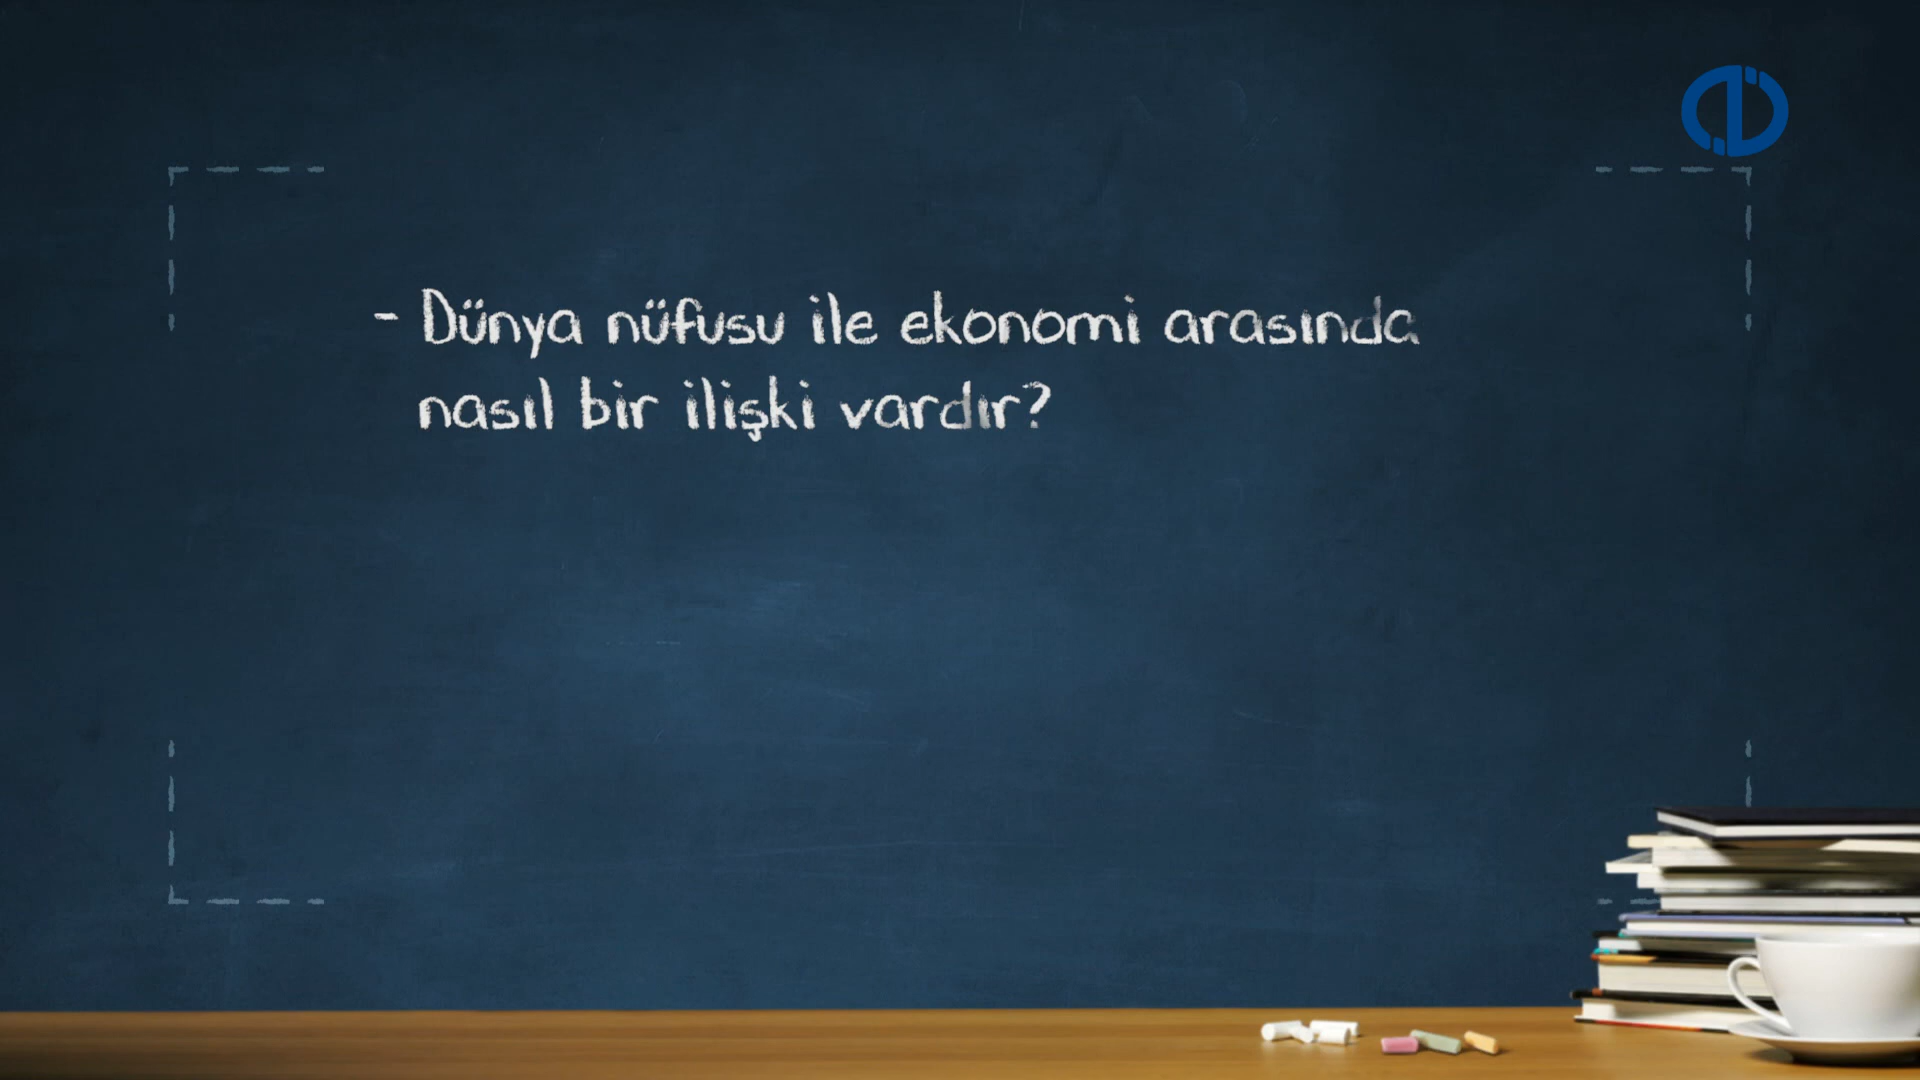 - Dünya nüfusu ile ekonomi arasında
nasıl bir ilişki vardır?